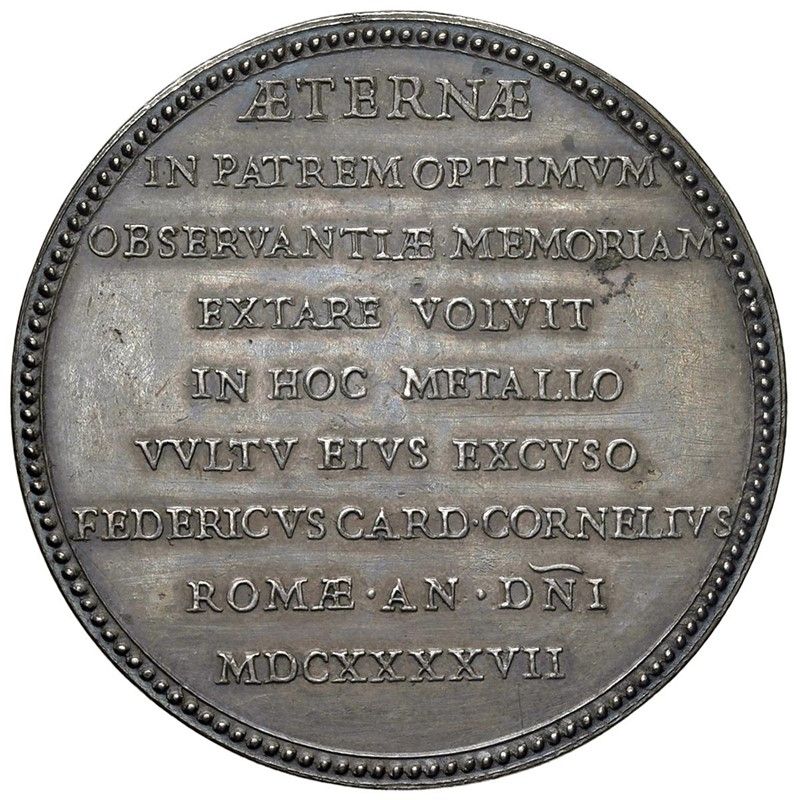 ÆTERNÆ
IN PATREM OPTIMVM
OBSERVANTIÆ MEMORIAM
EXTARE VOLVIT
IN HOC METALLO
VVLTV EIVS EXCVSO
FEDERICVS CARD·CORNELIVS
ROMÆ·AN·DN̅I
MDCXXXXVII